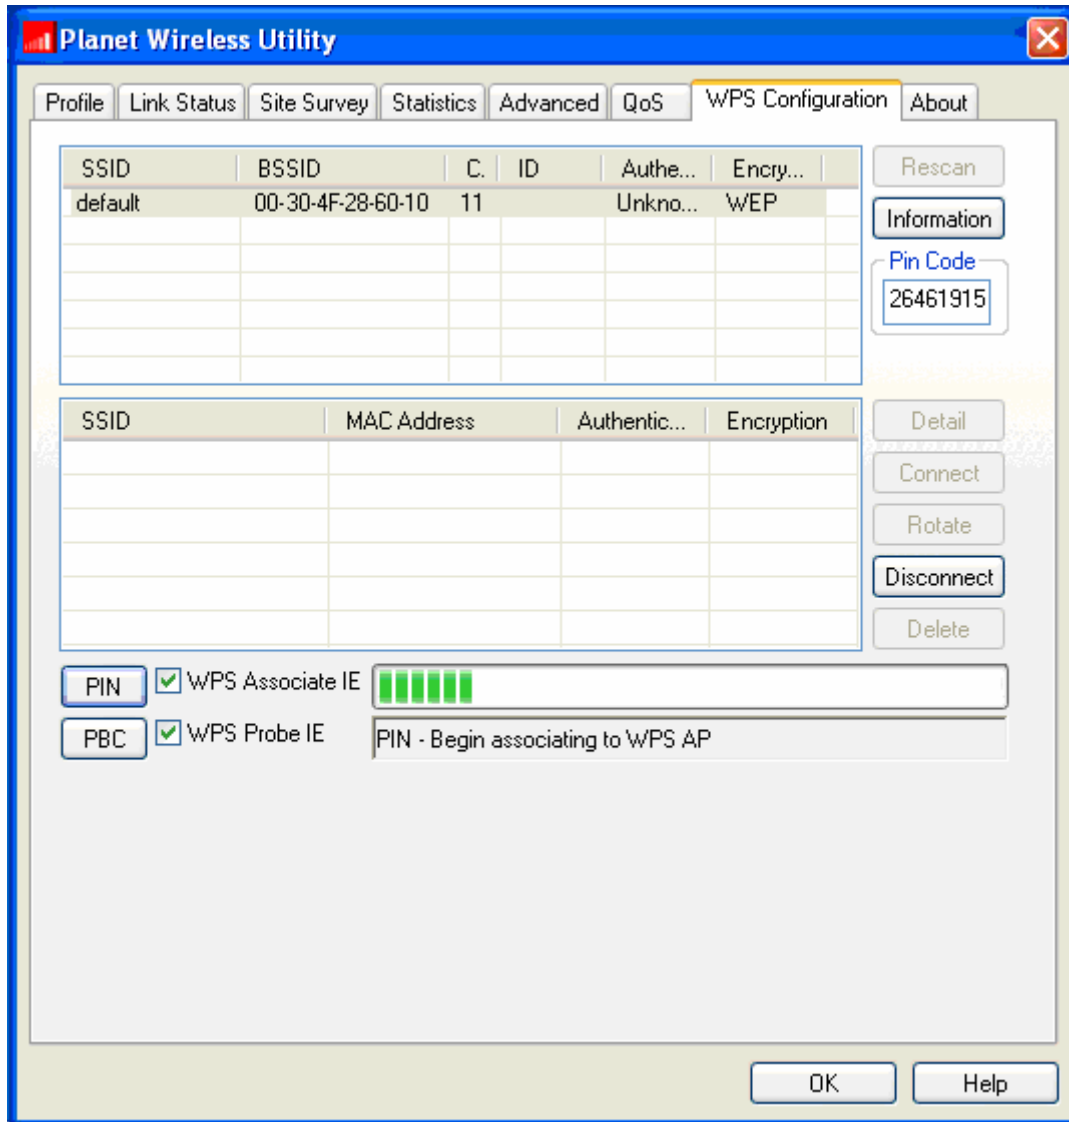 Planet Wireless Utility
Profile Link Status Site Survey Statistics Advanced QoS WPS Configuration About
SSID BSSID C. ID Authe... Encry...
default 00-30-4F-28-60-10 11 Unkno... WEP
Rescan
Information
Pin Code
26461915
SSID MAC Address Authentic... Encryption
Detail
Connect
Rotate
Disconnect
Delete
PIN WPS Associate IE
PBC WPS Probe IE PIN - Begin associating to WPS AP
OK Help